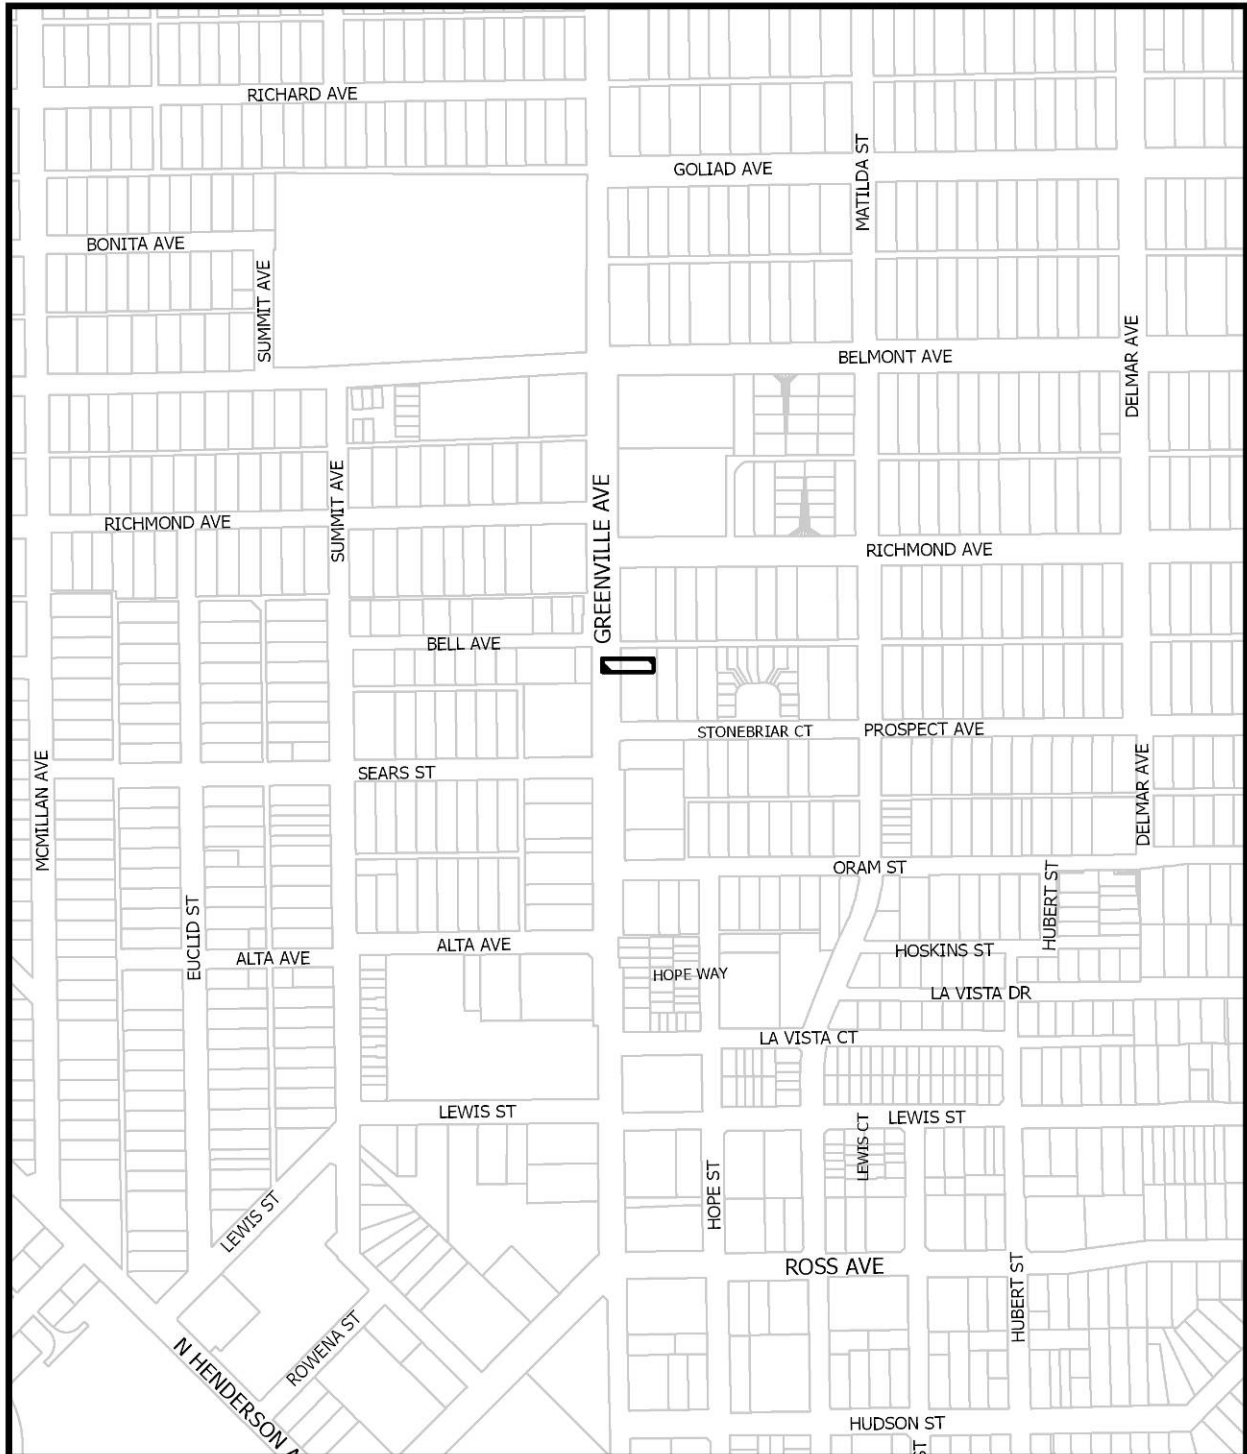 RICHARD AVE
GOLIAD AVE
MATILDA ST
BONITA AVE
SUMMIT AVE
BELMONT AVE
DELMAR AVE
SUMMIT AVE
GREENVILLE AVE
RICHMOND AVE
RICHMOND AVE
BELL AVE
STONEBRIAR CT
PROSPECT AVE
SEARS ST
MCMILLAN AVE
DELMAR AVE
ORAM ST
HUBERT ST
EUCLID ST
ALTA AVE
ALTA AVE
HOSKINS ST
HOPE WAY
LA VISTA DR
LA VISTA CT
LEWIS ST
LEWIS ST
LEWIS CT
HOPE ST
LEWIS ST
ROSS AVE
HUBERT ST
ROWENA ST
N HENDERSON A
HUDSON ST
ST